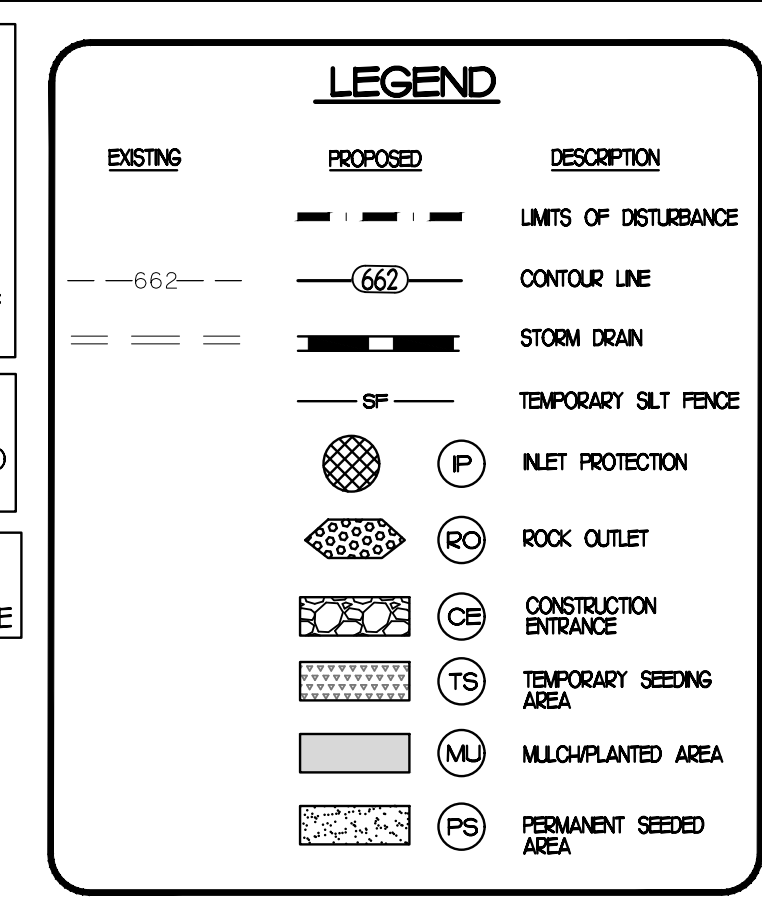 LEGEND
EXISTING PROPOSED DESCRIPTION
LIMITS OF DISTURBANCE
662 662 CONTOUR LINE
STORM DRAIN
SF TEMPORARY SILT FENCE
IP INLET PROTECTION
RO ROCK OUTLET
CE CONSTRUCTION
ENTRANCE
TS TEMPORARY SEEDING
AREA
MU MULCH/PLANTED AREA
PS PERMANENT SEEDED
AREA
E